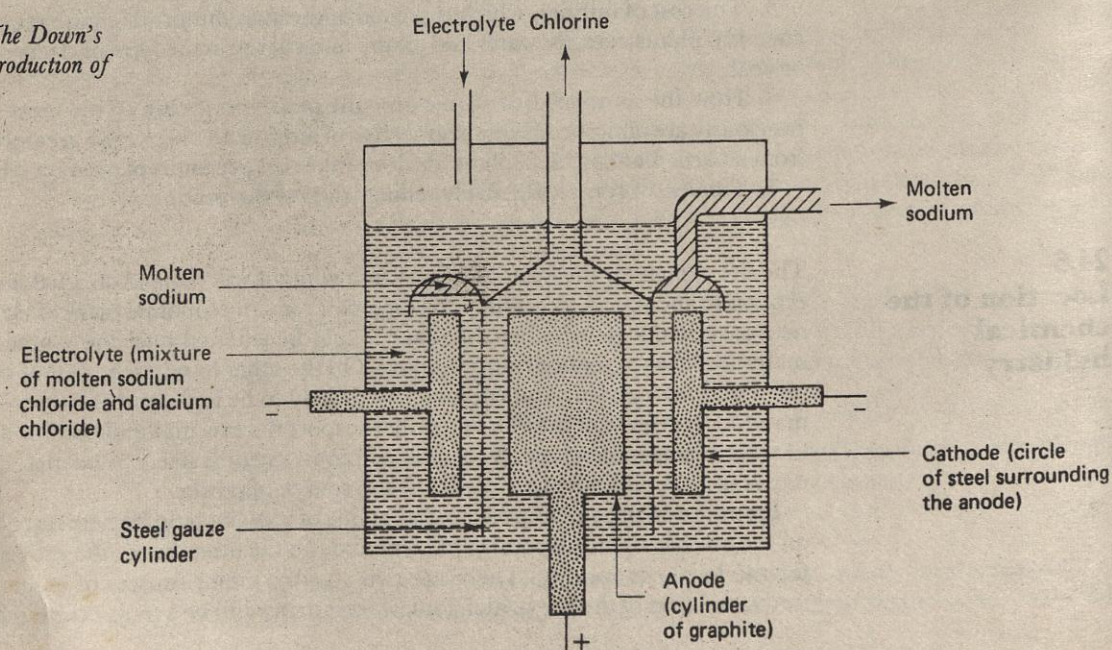 he Down's
roduction of
Electrolyte Chlorine
Molten
sodium
Molten
sodium
Electrolyte (mixture
of molten sodium
chloride and calcium
chloride)
−
−
Cathode (circle
of steel surrounding
the anode)
Steel gauze
cylinder
Anode
(cylinder
of graphite)
+